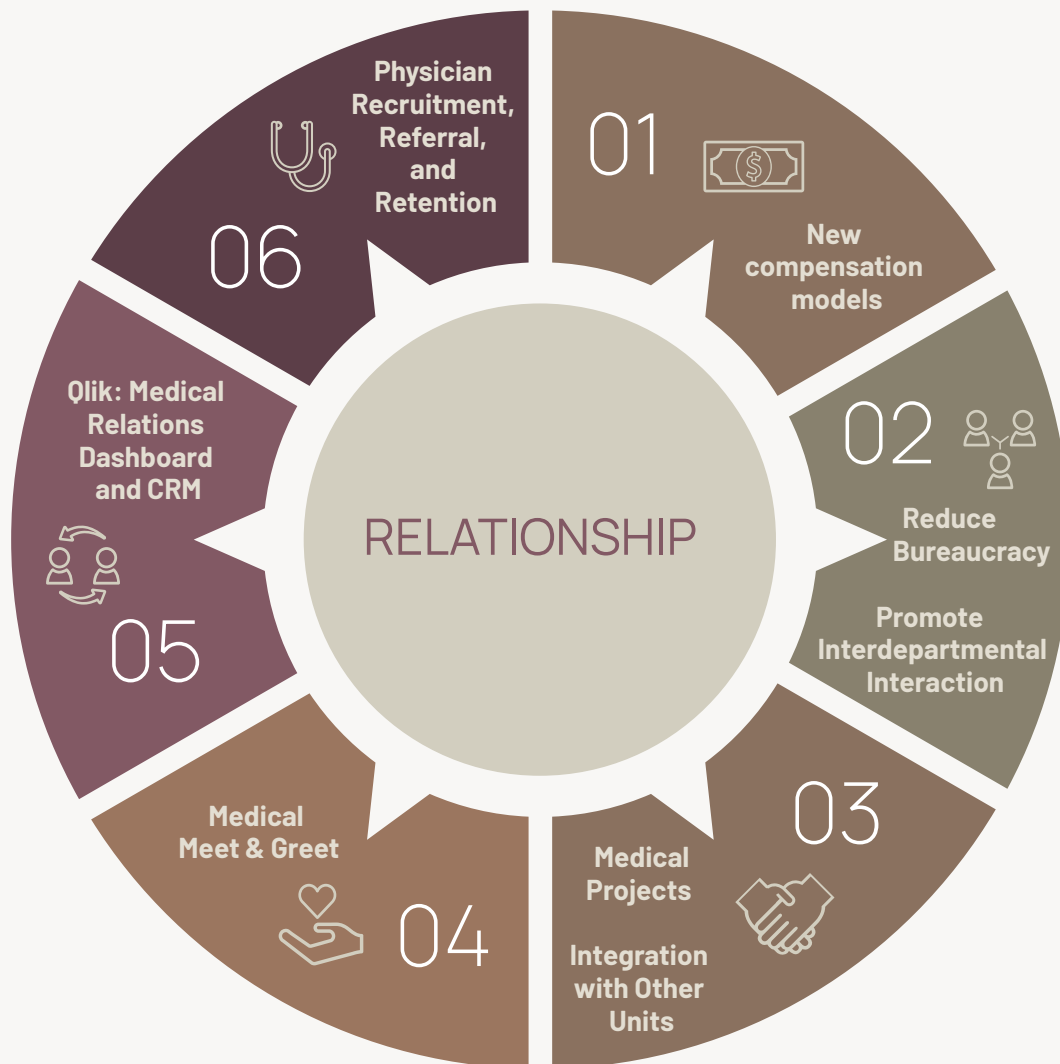 01
New
compensation
models
02
Reduce
Bureaucracy
Promote
Interdepartmental
Interaction
03
Medical
Projects
Integration
with Other
Units
04
Medical
Meet & Greet
05
Qlik: Medical
Relations
Dashboard
and CRM
06
Physician
Recruitment,
Referral,
and
Retention
RELATIONSHIP
$